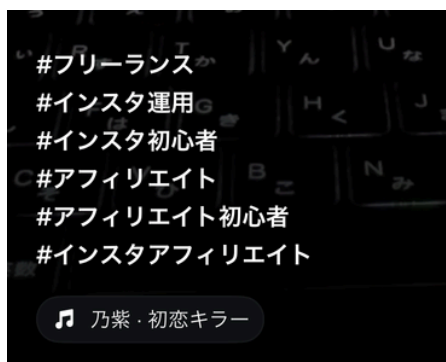 #フリーランス
#インスタ運用
#インスタ初心者
#アフィリエイト
#アフィリエイト初心者
#インスタアフィリエイト
乃紫 · 初恋キラー